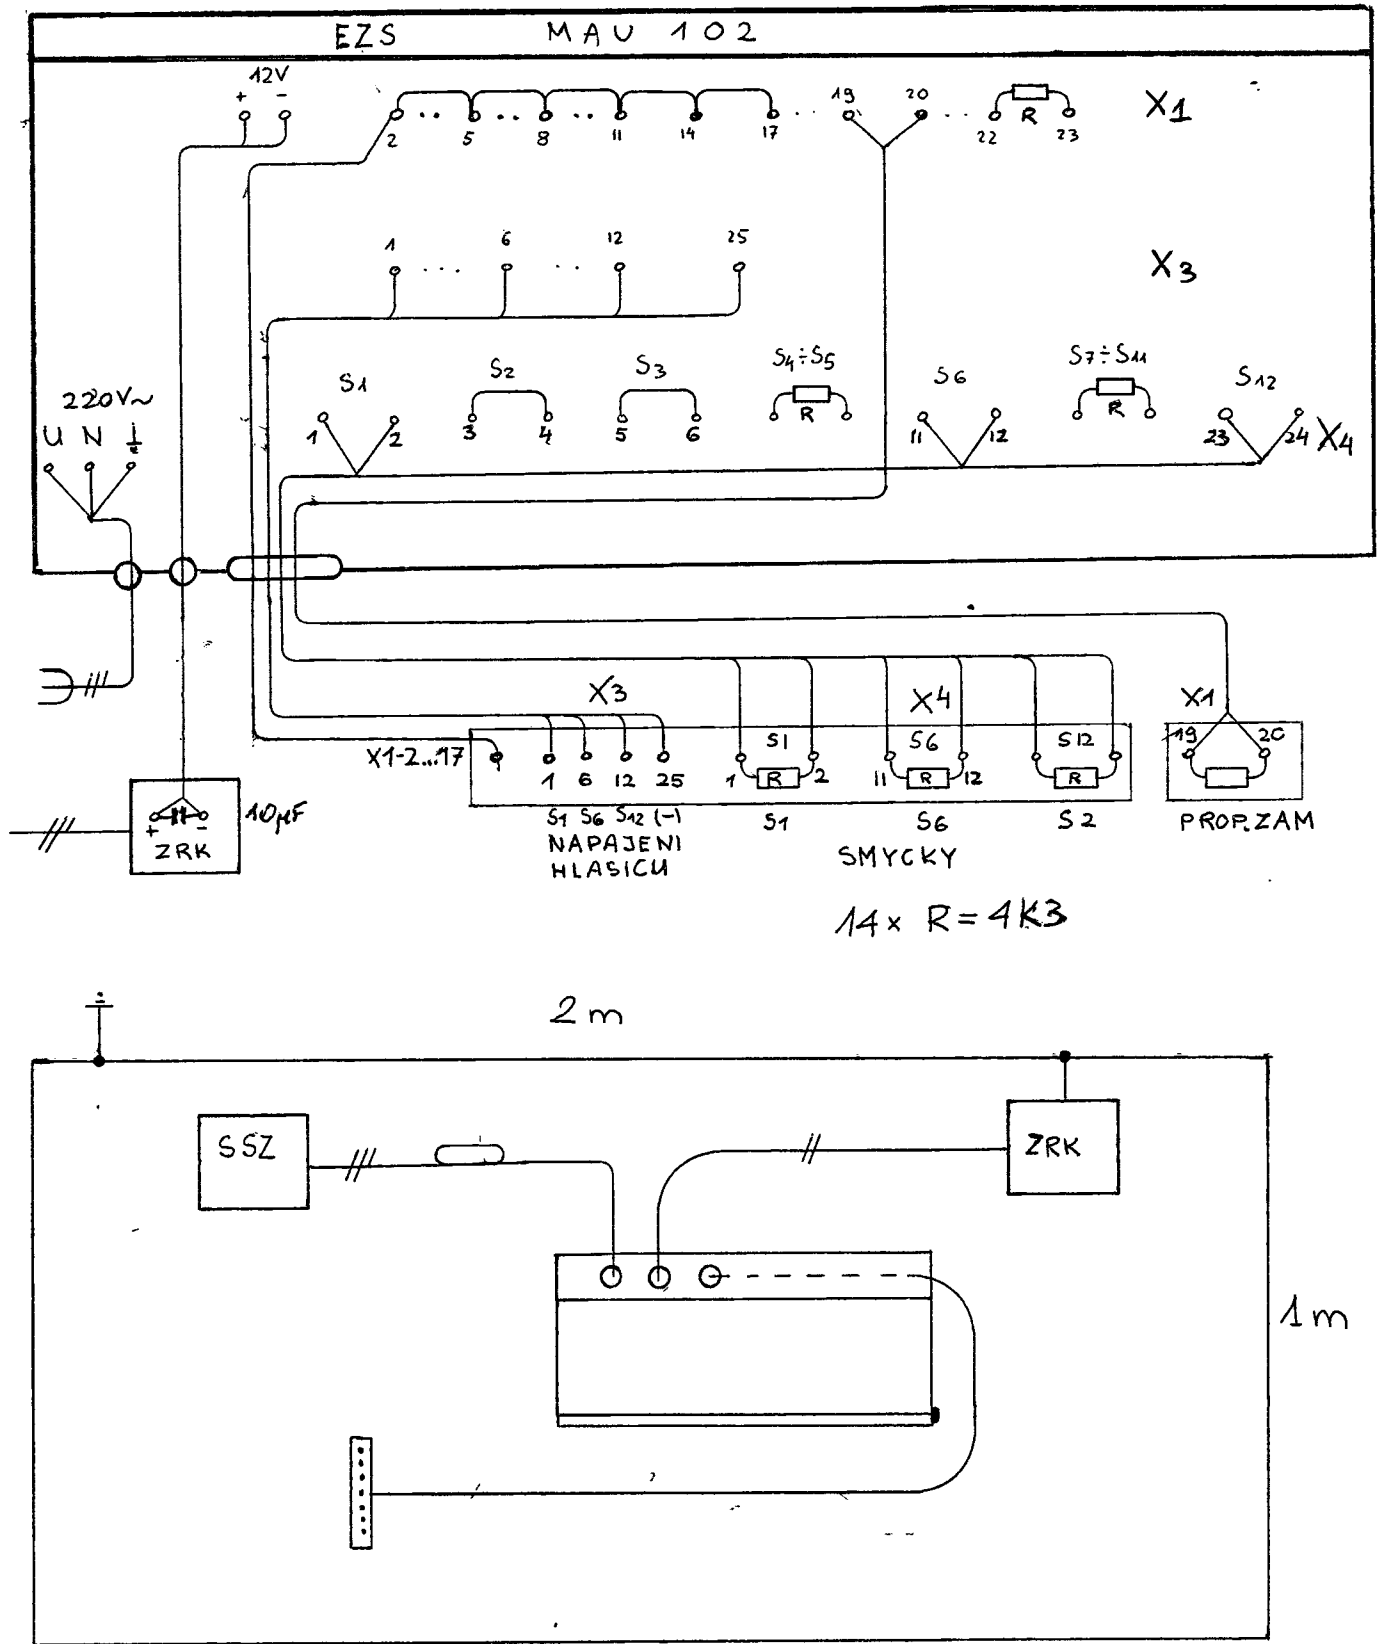 EZS MAU 102
12V
+ -
19 20
2 5 8 11 14 17 22 R 23 X1
1 6 12 25
X3
S1 S2 S3 S4÷S5 S6 S7÷S11 S12
220V~
U N
1 2 3 4 5 6 R 11 12 R 23 24 X4
X3 X4 X1
X1-2...17
S1 S6 S12 19 20
1 6 12 25 1 R 2 11 R 12 R
S1 S6 S12 (-) S1 S6 S2 PROP.ZAM
NAPAJENI
HLASICU
SMYCKY
10µF
+ -
ZRK
14x R = 4K3
2 m
SSZ ZRK
1 m